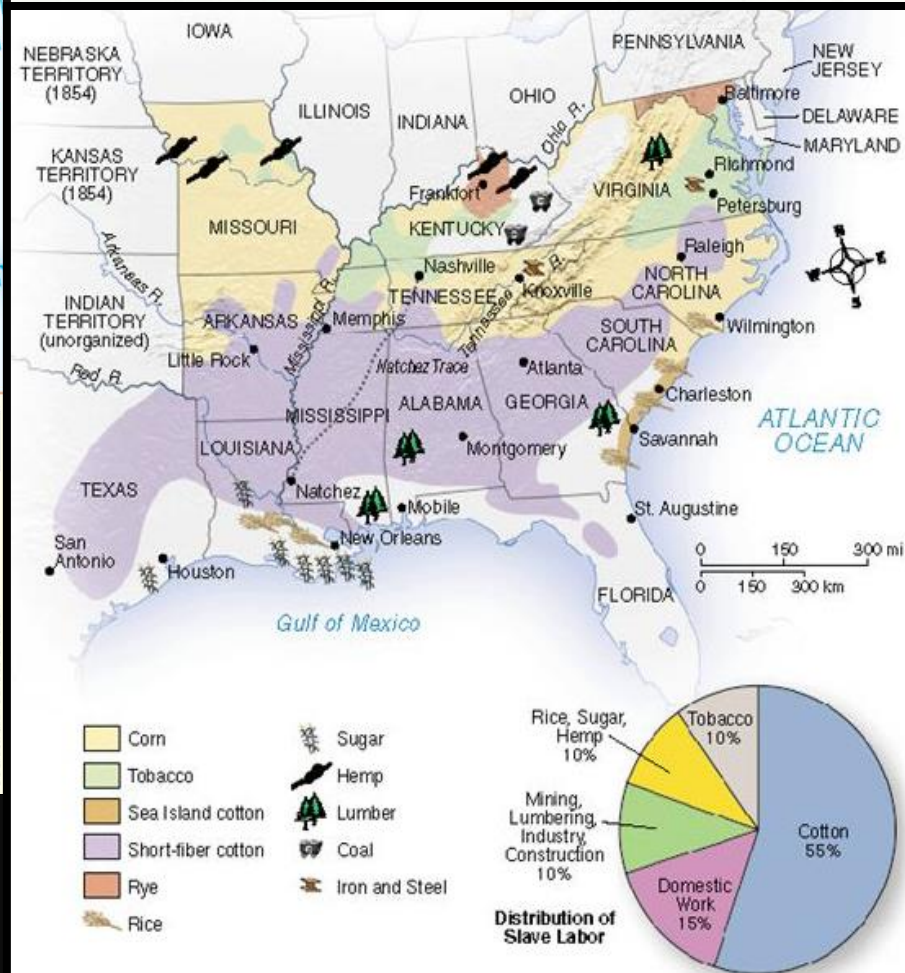 IOWA
PENNSYLVANIA
NEBRASKA
TERRITORY
(1854)
NEW
JERSEY
OHIO
Ohio R.
ILLINOIS
INDIANA
Baltimore
DELAWARE
MARYLAND
KANSAS
TERRITORY
(1854)
Richmond
Frankfort
VIRGINIA
Petersburg
MISSOURI
KENTUCKY
Raleigh
N
E
S
W
Arkansas R.
Nashville
NORTH
CAROLINA
Mississippi R.
TENNESSEE
Knoxville
Tennessee R.
INDIAN
TERRITORY
(unorganized)
ARKANSAS
Memphis
Wilmington
SOUTH
CAROLINA
Little Rock
Natchez Trace
Atlanta
Red R.
Charleston
MISSISSIPPI
ALABAMA
GEORGIA
ATLANTIC
OCEAN
LOUISIANA
Montgomery
Savannah
TEXAS
Natchez
Mobile
St. Augustine
New Orleans
San
Antonio
Houston
0 150 300 mi
0 150 300 km
FLORIDA
Gulf of Mexico
Corn
Tobacco
Sea Island cotton
Short-fiber cotton
Rye
Rice
Sugar
Hemp
Lumber
Coal
Iron and Steel
Rice, Sugar,
Hemp
10%
Tobacco
10%
Mining,
Lumbering,
Industry,
Construction
10%
Cotton
55%
Domestic
Work
15%
Distribution of
Slave Labor